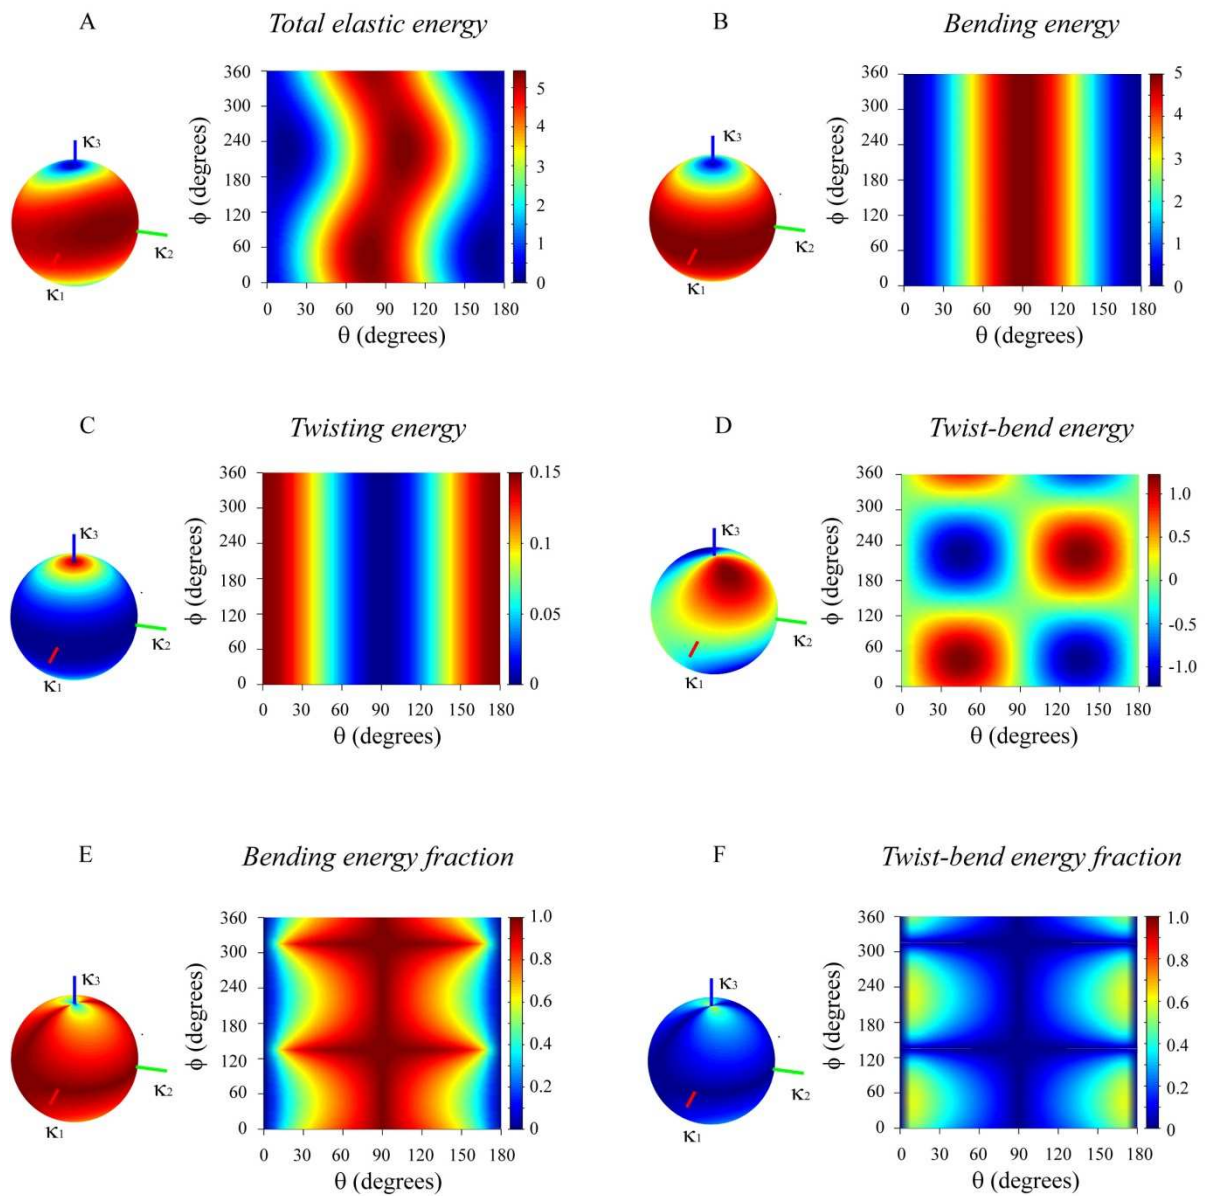 A Total elastic energy
360
300
240
180
120
60
0
ϕ (degrees)
0 30 60 90 120 150 180
θ (degrees)
5
4
3
2
1
0
κ3
κ2
κ1
B Bending energy
360
300
240
180
120
60
0
ϕ (degrees)
0 30 60 90 120 150 180
θ (degrees)
5
4
3
2
1
0
κ3
κ2
κ1
C Twisting energy
360
300
240
180
120
60
0
ϕ (degrees)
0 30 60 90 120 150 180
θ (degrees)
0.15
0.1
0.05
0
κ3
κ2
κ1
D Twist-bend energy
360
300
240
180
120
60
0
ϕ (degrees)
0 30 60 90 120 150 180
θ (degrees)
1.0
0.5
0
-0.5
-1.0
κ3
κ2
κ1
E Bending energy fraction
360
300
240
180
120
60
0
ϕ (degrees)
0 30 60 90 120 150 180
θ (degrees)
1.0
0.8
0.6
0.4
0.2
0
κ3
κ2
κ1
F Twist-bend energy fraction
360
300
240
180
120
60
0
ϕ (degrees)
0 30 60 90 120 150 180
θ (degrees)
1.0
0.8
0.6
0.4
0.2
0
κ3
κ2
κ1